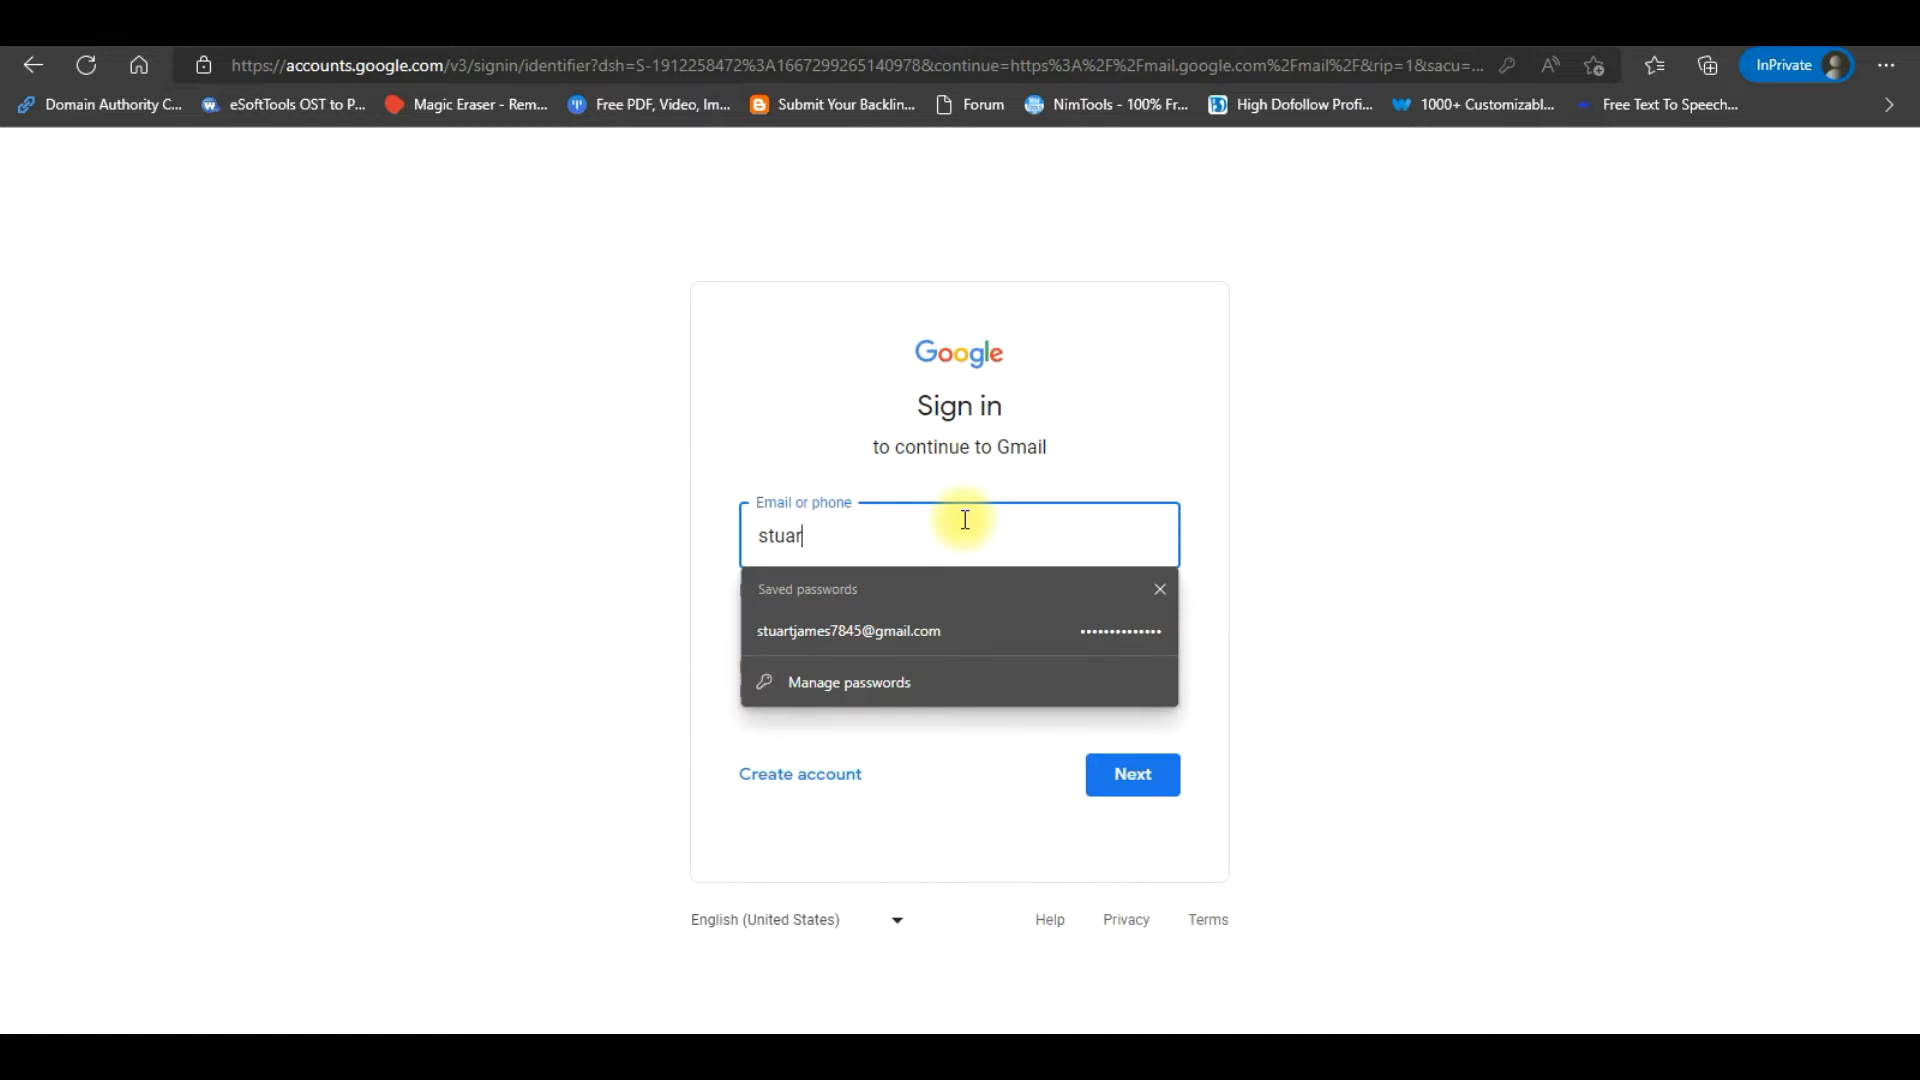 https://accounts.google.com/v3/signin/identifier?dsh=S-1912258472%3A1667299265140978&continue=https%3A%2F%2Fmail.google.com%2Fmail%2F&rip=1&sacu=... InPrivate
Domain Authority C... eSoftTools OST to P... Magic Eraser - Rem... Free PDF, Video, Im... Submit Your Backlin... Forum NimTools - 100% Fr... High Dofollow Profi... 1000+ Customizabl... Free Text To Speech...
Google
Sign in
to continue to Gmail
Email or phone
stuar
Saved passwords
stuartjames7845@gmail.com ••••••••••••••
Manage passwords
Create account Next
English (United States) Help Privacy Terms